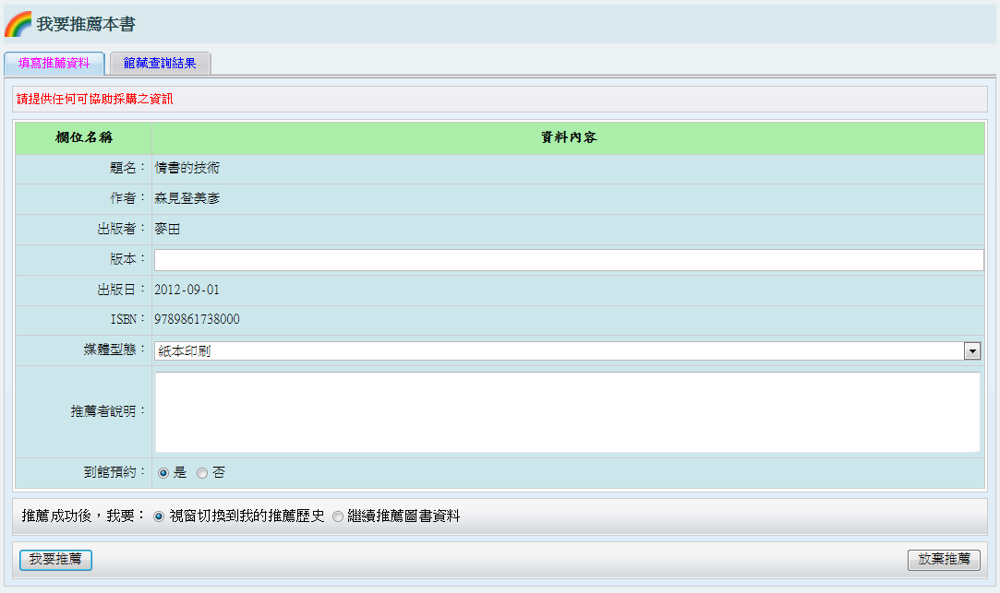 我要推薦本書
填寫推薦資料 館藏查詢結果
請提供任何可協助採購之資訊
欄位名稱 資料內容
題名： 情書的技術
作者： 森見登美彥
出版者： 麥田
版本：
出版日： 2012-09-01
ISBN： 9789861738000
媒體型態： 紙本印刷
推薦者說明：
到館預約： 是 否
推薦成功後，我要： 視窗切換到我的推薦歷史 繼續推薦圖書資料
我要推薦 放棄推薦